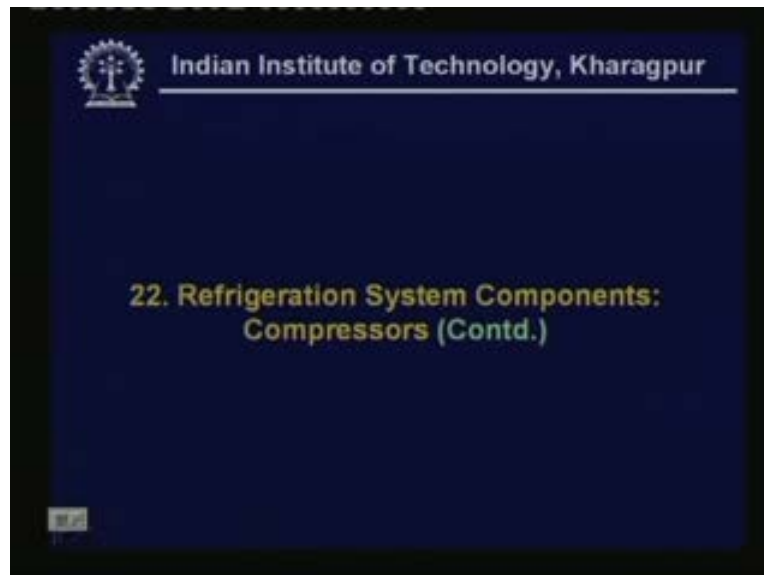 Indian Institute of Technology, Kharagpur
22. Refrigeration System Components:
Compressors (Contd.)